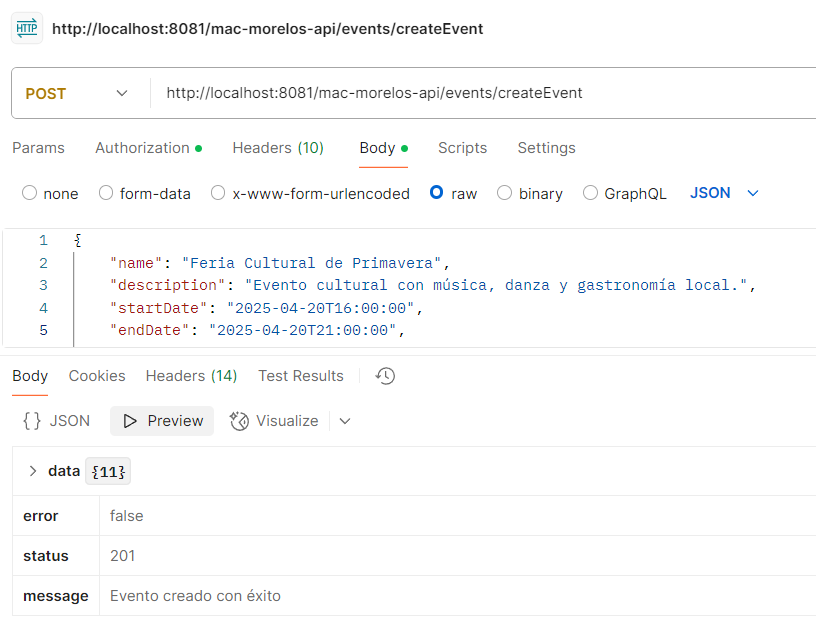 HTTP http://localhost:8081/mac-morelos-api/events/createEvent
POST http://localhost:8081/mac-morelos-api/events/createEvent
Params Authorization Headers (10) Body Scripts Settings
none form-data x-www-form-urlencoded raw binary GraphQL JSON
1 {
2 "name": "Feria Cultural de Primavera",
3 "description": "Evento cultural con música, danza y gastronomía local.",
4 "startDate": "2025-04-20T16:00:00",
5 "endDate": "2025-04-20T21:00:00",
Body Cookies Headers (14) Test Results
{} JSON Preview Visualize
data {11}
error false
status 201
message Evento creado con éxito